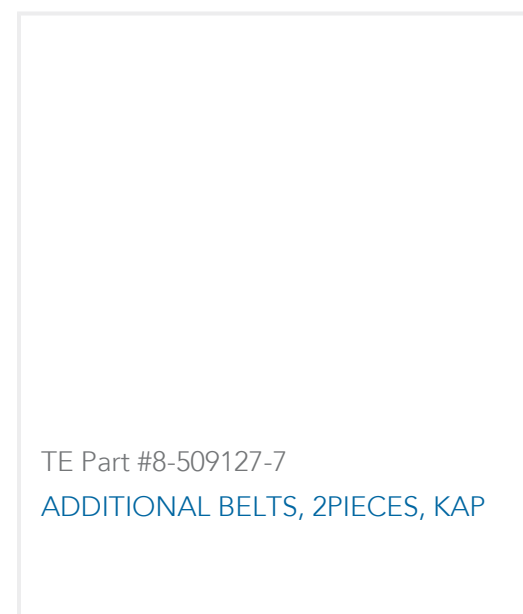 TE Part #8-509127-7
ADDITIONAL BELTS, 2PIECES, KAP